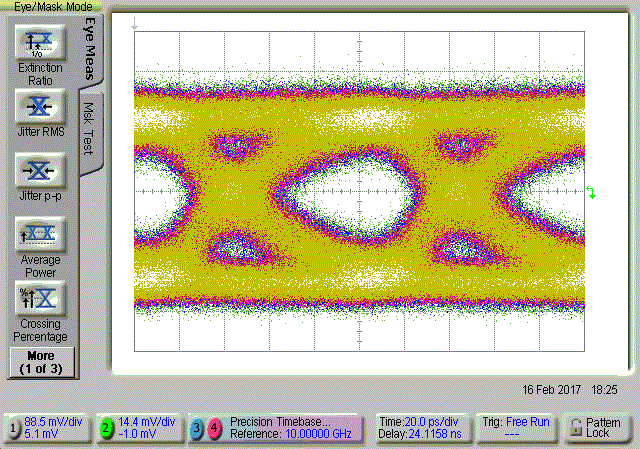 Eye/Mask Mode
Extinction
Ratio
Jitter RMS
Jitter p-p
Average
Power
Crossing
Percentage
More
(1 of 3)
Eye Meas
Msk Test
16 Feb 2017 18:25
1 88.5 mV/div
5.1 mV
2 14.4 mV/div
-1.0 mV
3 4 Precision Timebase...
Reference: 10.00000 GHz
Time:20.0 ps/div
Delay:24.1158 ns
Trig: Free Run
---
Pattern
Lock